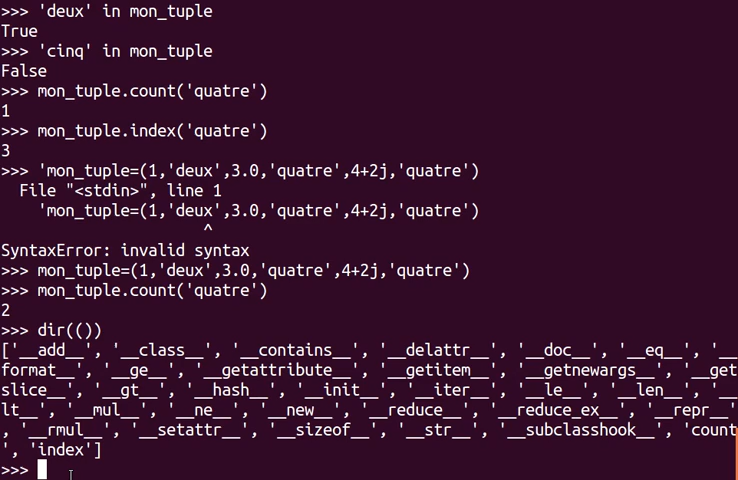 >>> 'deux' in mon_tuple
True
>>> 'cinq' in mon_tuple
False
>>> mon_tuple.count('quatre')
1
>>> mon_tuple.index('quatre')
3
>>> 'mon_tuple=(1,'deux',3.0,'quatre',4+2j,'quatre')
  File "<stdin>", line 1
    'mon_tuple=(1,'deux',3.0,'quatre',4+2j,'quatre')
                      ^
SyntaxError: invalid syntax
>>> mon_tuple=(1,'deux',3.0,'quatre',4+2j,'quatre')
>>> mon_tuple.count('quatre')
2
>>> dir(())
['__add__', '__class__', '__contains__', '__delattr__', '__doc__', '__eq__', '__
format__', '__ge__', '__getattribute__', '__getitem__', '__getnewargs__', '__get
slice__', '__gt__', '__hash__', '__init__', '__iter__', '__le__', '__len__', '__
lt__', '__mul__', '__ne__', '__new__', '__reduce__', '__reduce_ex__', '__repr__'
, '__rmul__', '__setattr__', '__sizeof__', '__str__', '__subclasshook__', 'count
', 'index']
>>>